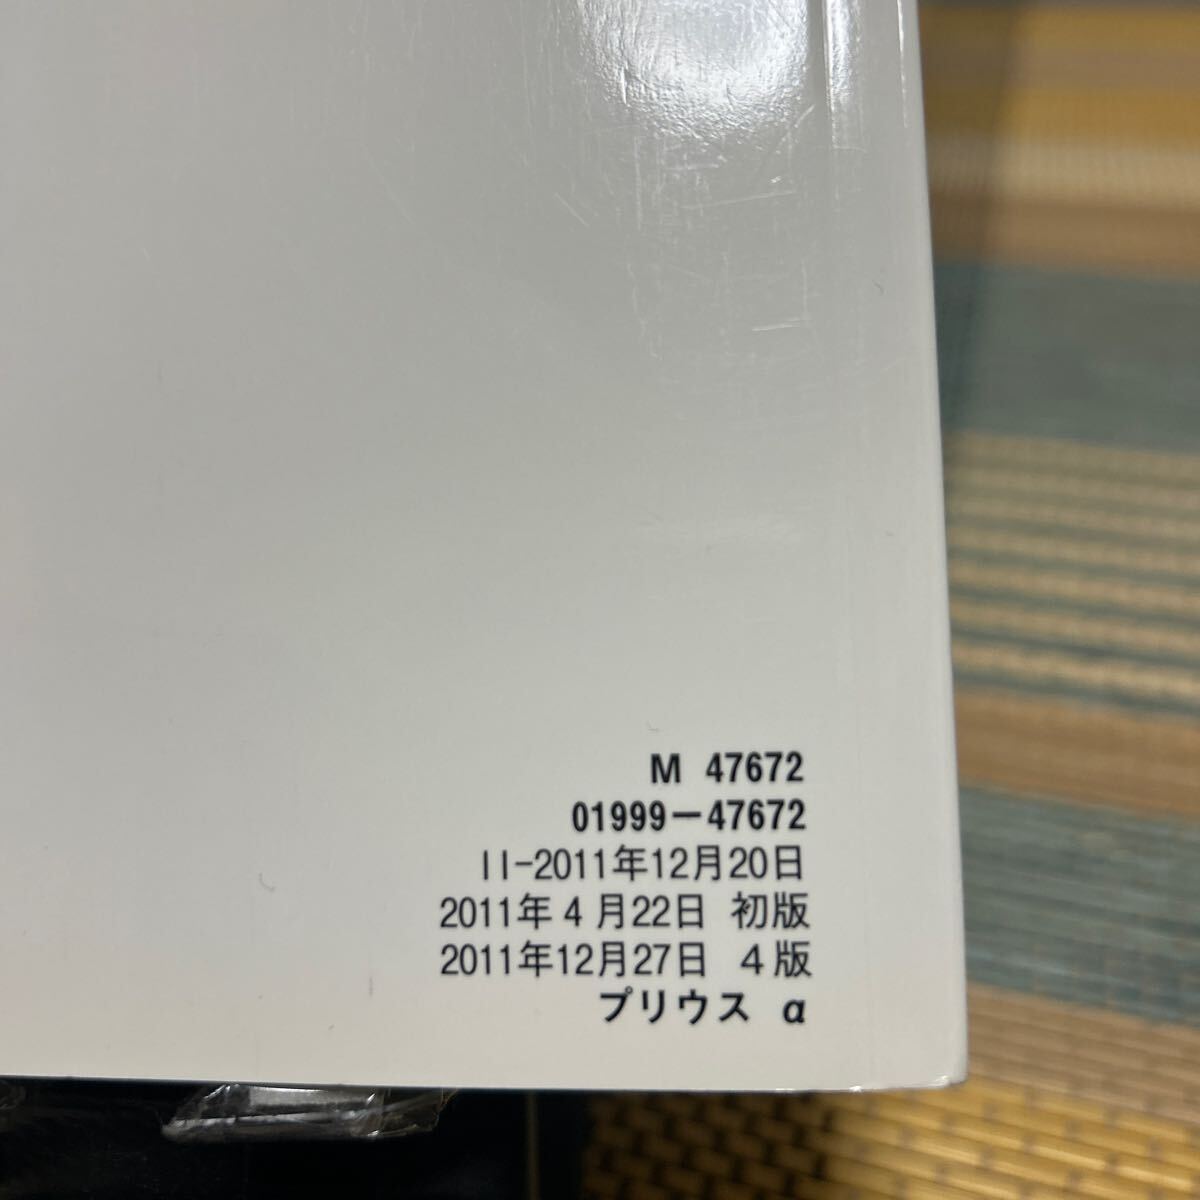 M 47672
01999-47672
II-2011年12月20日
2011年4月22日 初版
2011年12月27日 4版
プリウス α